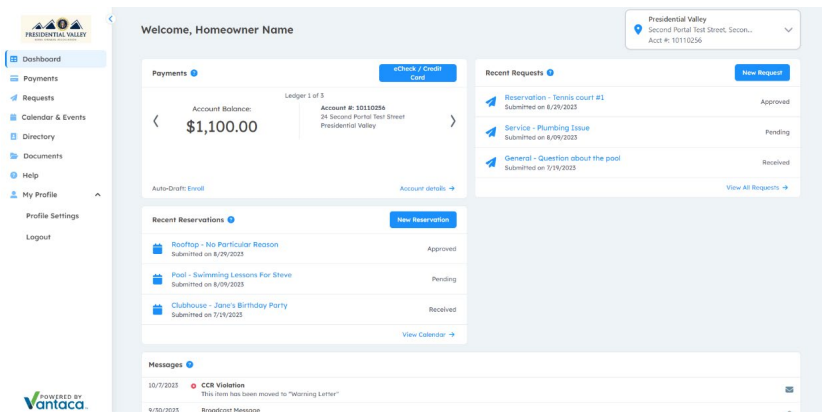 PRESIDENTIAL VALLEY
Dashboard
Payments
Requests
Calendar & Events
Directory
Documents
Help
My Profile
Profile Settings
Logout
POWERED BY
Vantaca
Welcome, Homeowner Name
Presidential Valley
Second Portal Test Street, Secon...
Acct #: 10110256
Payments
eCheck / Credit
Card
Ledger 1 of 3
Account Balance:
$1,100.00
Account #: 10110256
24 Second Portal Test Street
Presidential Valley
Auto-Draft: Enroll
Account details →
Recent Requests
New Request
Reservation - Tennis court #1
Submitted on 8/29/2023
Approved
Service - Plumbing Issue
Submitted on 8/09/2023
Pending
General - Question about the pool
Submitted on 7/19/2023
Received
View All Requests →
Recent Reservations
New Reservation
Rooftop - No Particular Reason
Submitted on 8/29/2023
Approved
Pool - Swimming Lessons For Steve
Submitted on 8/09/2023
Pending
Clubhouse - Jane's Birthday Party
Submitted on 7/19/2023
Received
View Calendar →
Messages
10/7/2023 CCR Violation
This item has been moved to "Warning Letter"
9/30/2023 Broadcast Message